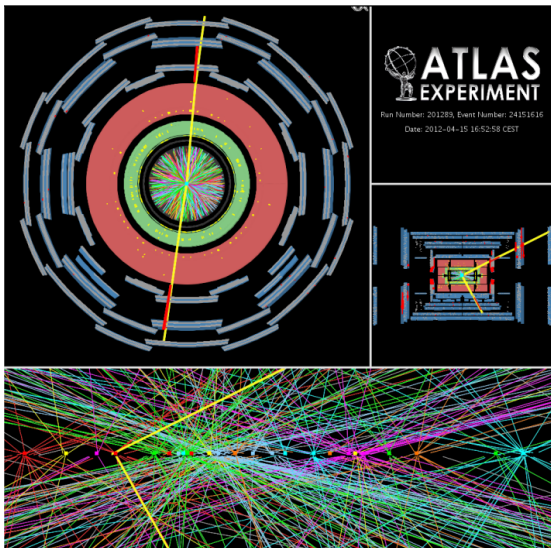 ATLAS
EXPERIMENT
Run Number: 201289, Event Number: 24151616
Date: 2012-04-15 16:52:58 CEST